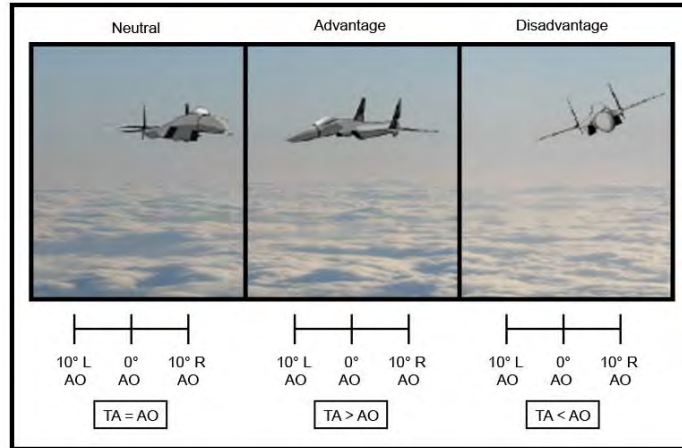 Neutral Advantage Disadvantage
10° L 0° 10° R 10° L 0° 10° R 10° L 0° 10° R
AO AO AO AO AO AO AO AO AO
TA = AO TA > AO TA < AO